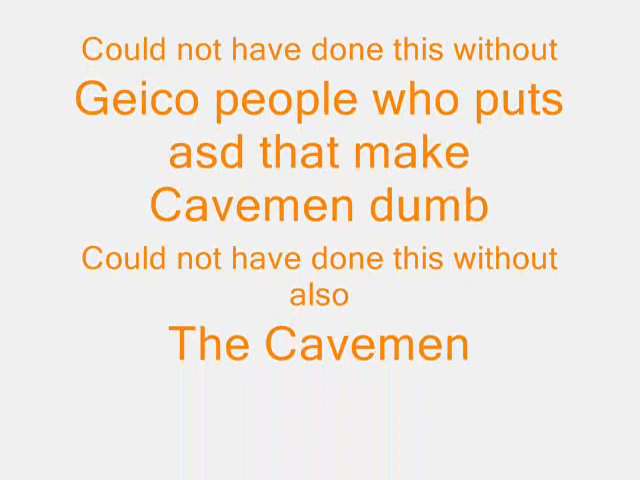 Could not have done this without
Geico people who puts
asd that make
Cavemen dumb
Could not have done this without
also
The Cavemen